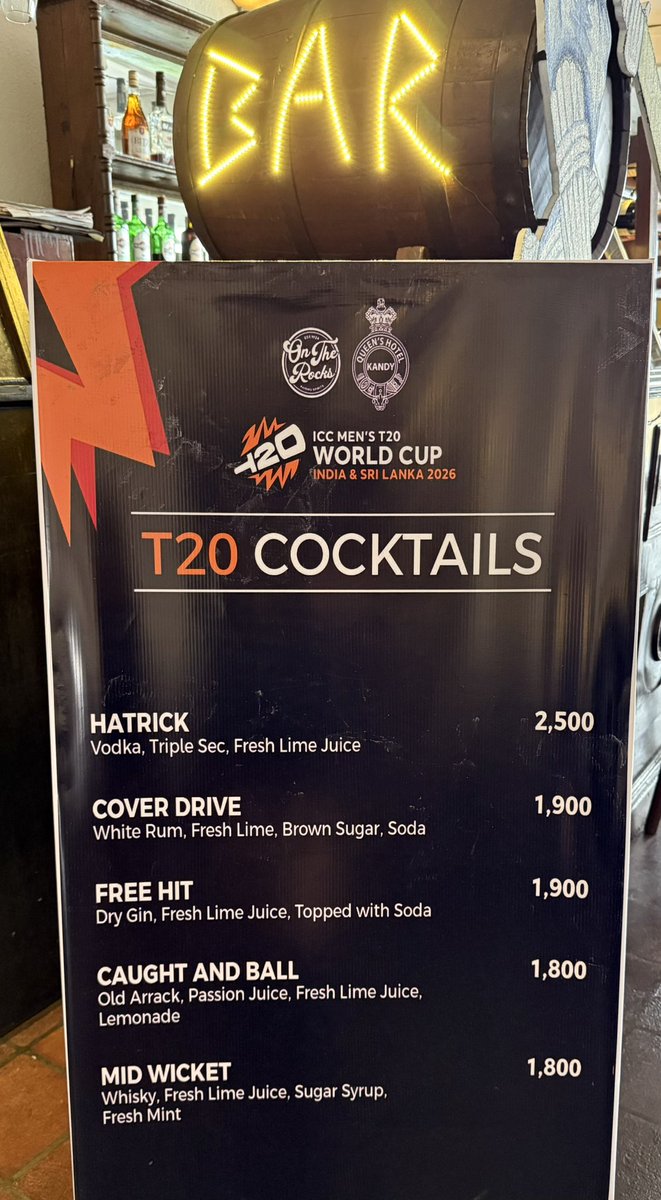 BAR
On The
Rocks
QUEEN'S HOTEL
KANDY
T20
ICC MEN'S T20
WORLD CUP
INDIA & SRI LANKA 2026
T20 COCKTAILS
HATRICK 2,500
Vodka, Triple Sec, Fresh Lime Juice
COVER DRIVE 1,900
White Rum, Fresh Lime, Brown Sugar, Soda
FREE HIT 1,900
Dry Gin, Fresh Lime Juice, Topped with Soda
CAUGHT AND BALL 1,800
Old Arrack, Passion Juice, Fresh Lime Juice,
Lemonade
MID WICKET 1,800
Whisky, Fresh Lime Juice, Sugar Syrup,
Fresh Mint